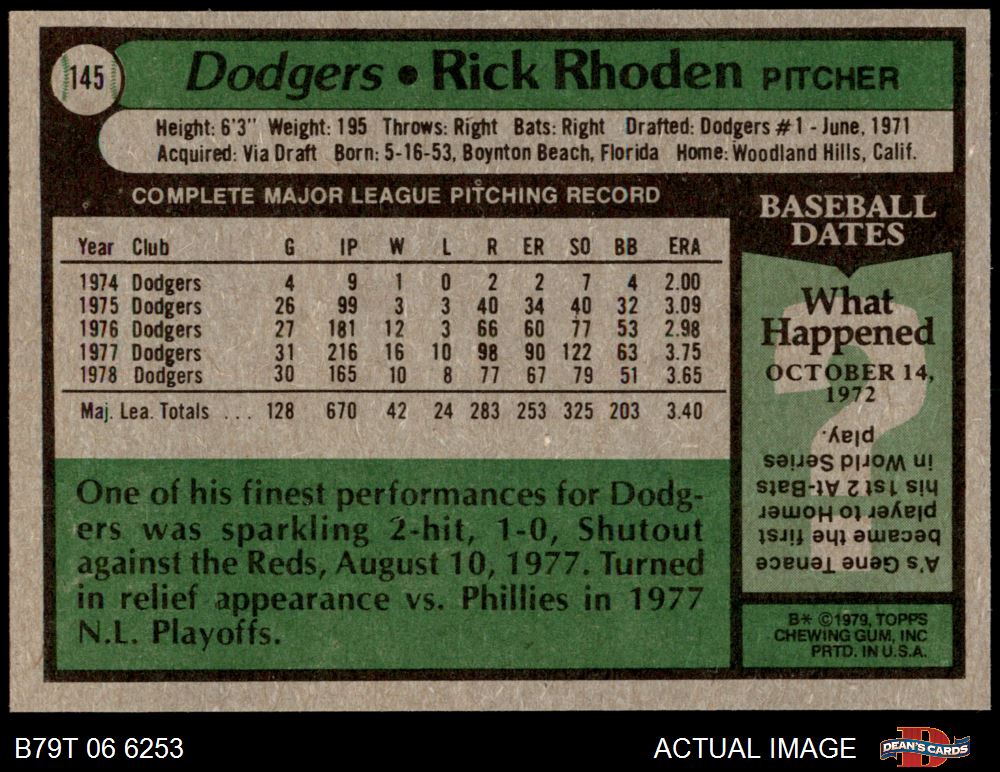 145
Dodgers • Rick Rhoden PITCHER
Height: 6'3" Weight: 195 Throws: Right Bats: Right Drafted: Dodgers #1 - June, 1971
Acquired: Via Draft Born: 5-16-53, Boynton Beach, Florida Home: Woodland Hills, Calif.
COMPLETE MAJOR LEAGUE PITCHING RECORD
Year Club G IP W L R ER SO BB ERA
1974 Dodgers 4 9 1 0 2 2 7 4 2.00
1975 Dodgers 26 99 3 3 40 34 40 32 3.09
1976 Dodgers 27 181 12 3 66 60 77 53 2.98
1977 Dodgers 31 216 16 10 98 90 122 63 3.75
1978 Dodgers 30 165 10 8 77 67 79 51 3.65
Maj. Lea. Totals ... 128 670 42 24 283 253 325 203 3.40
One of his finest performances for Dodg-
ers was sparkling 2-hit, 1-0, Shutout
against the Reds, August 10, 1977. Turned
in relief appearance vs. Phillies in 1977
N.L. Playoffs.
BASEBALL
DATES
What
Happened
OCTOBER 14,
1972
?
A's Gene Tenace
became the first
player to Homer
his 1st 2 At-Bats
in World Series
play.
B* ©1979, TOPPS
CHEWING GUM, INC
PRTD. IN U.S.A.
B79T 06 6253
ACTUAL IMAGE
D
DEAN'S CARDS